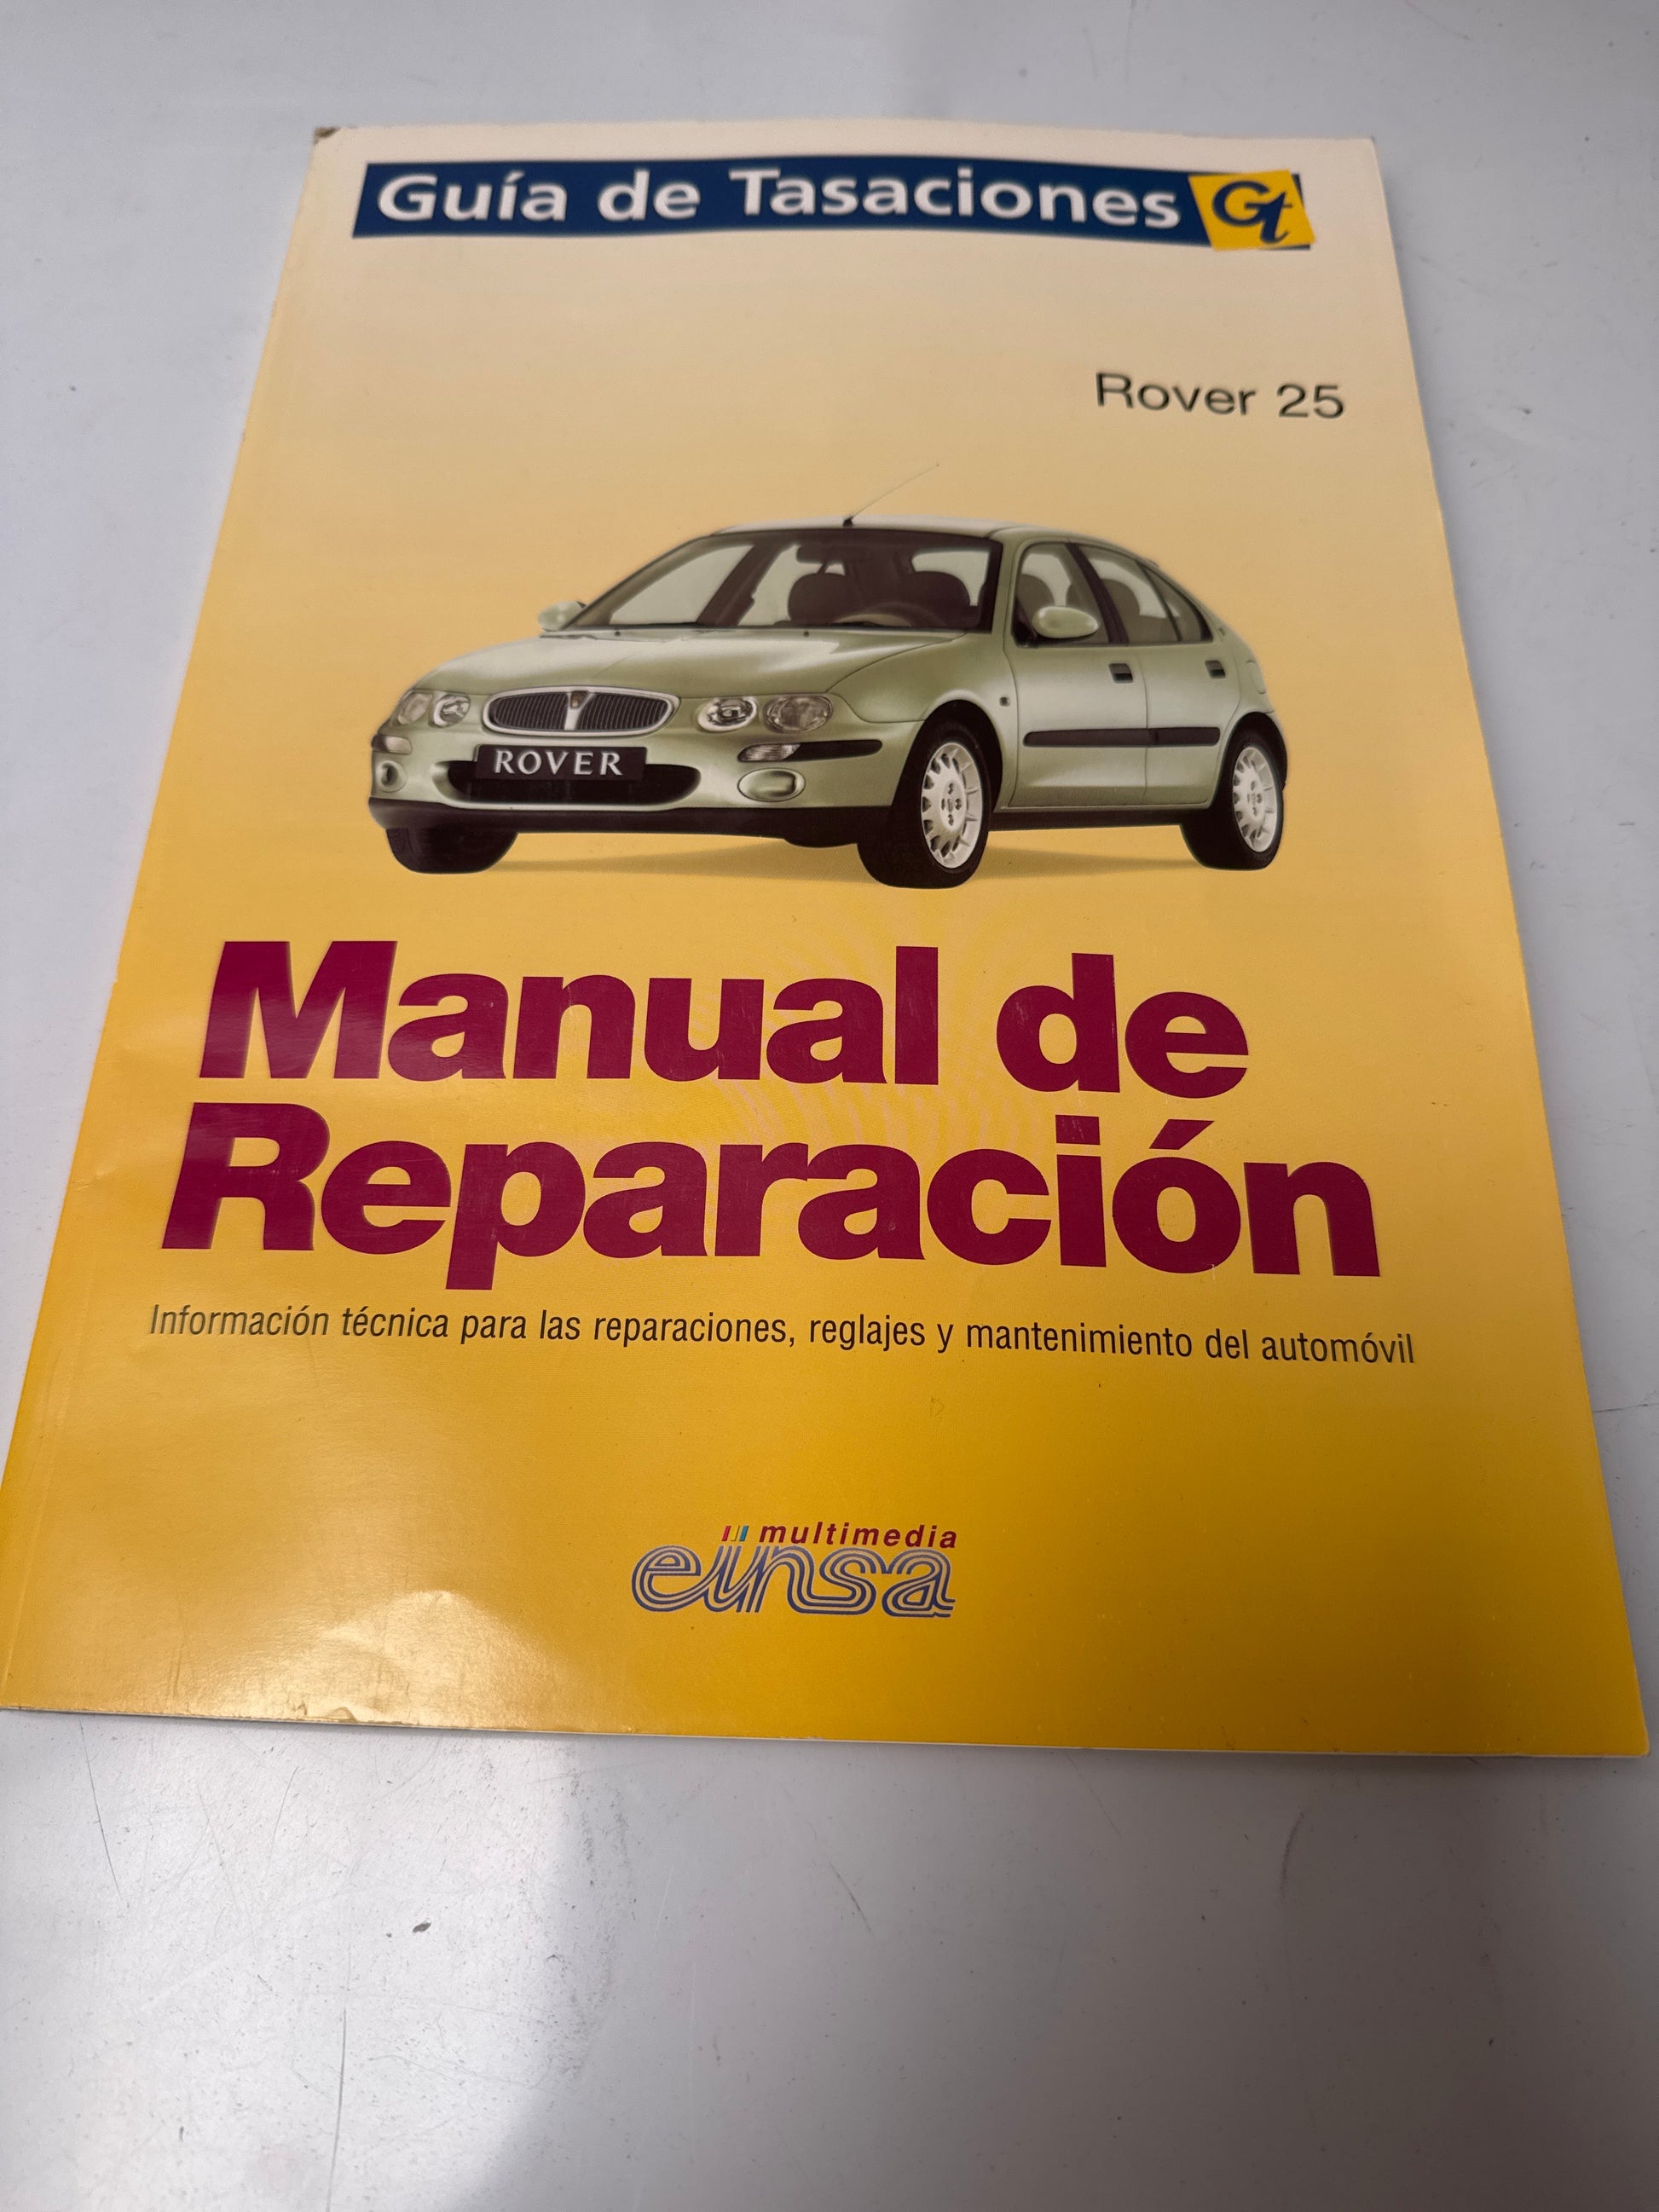 Guía de Tasaciones Gt
Rover 25
ROVER
Manual de
Reparación
Información técnica para las reparaciones, reglajes y mantenimiento del automóvil
multimedia
einsa